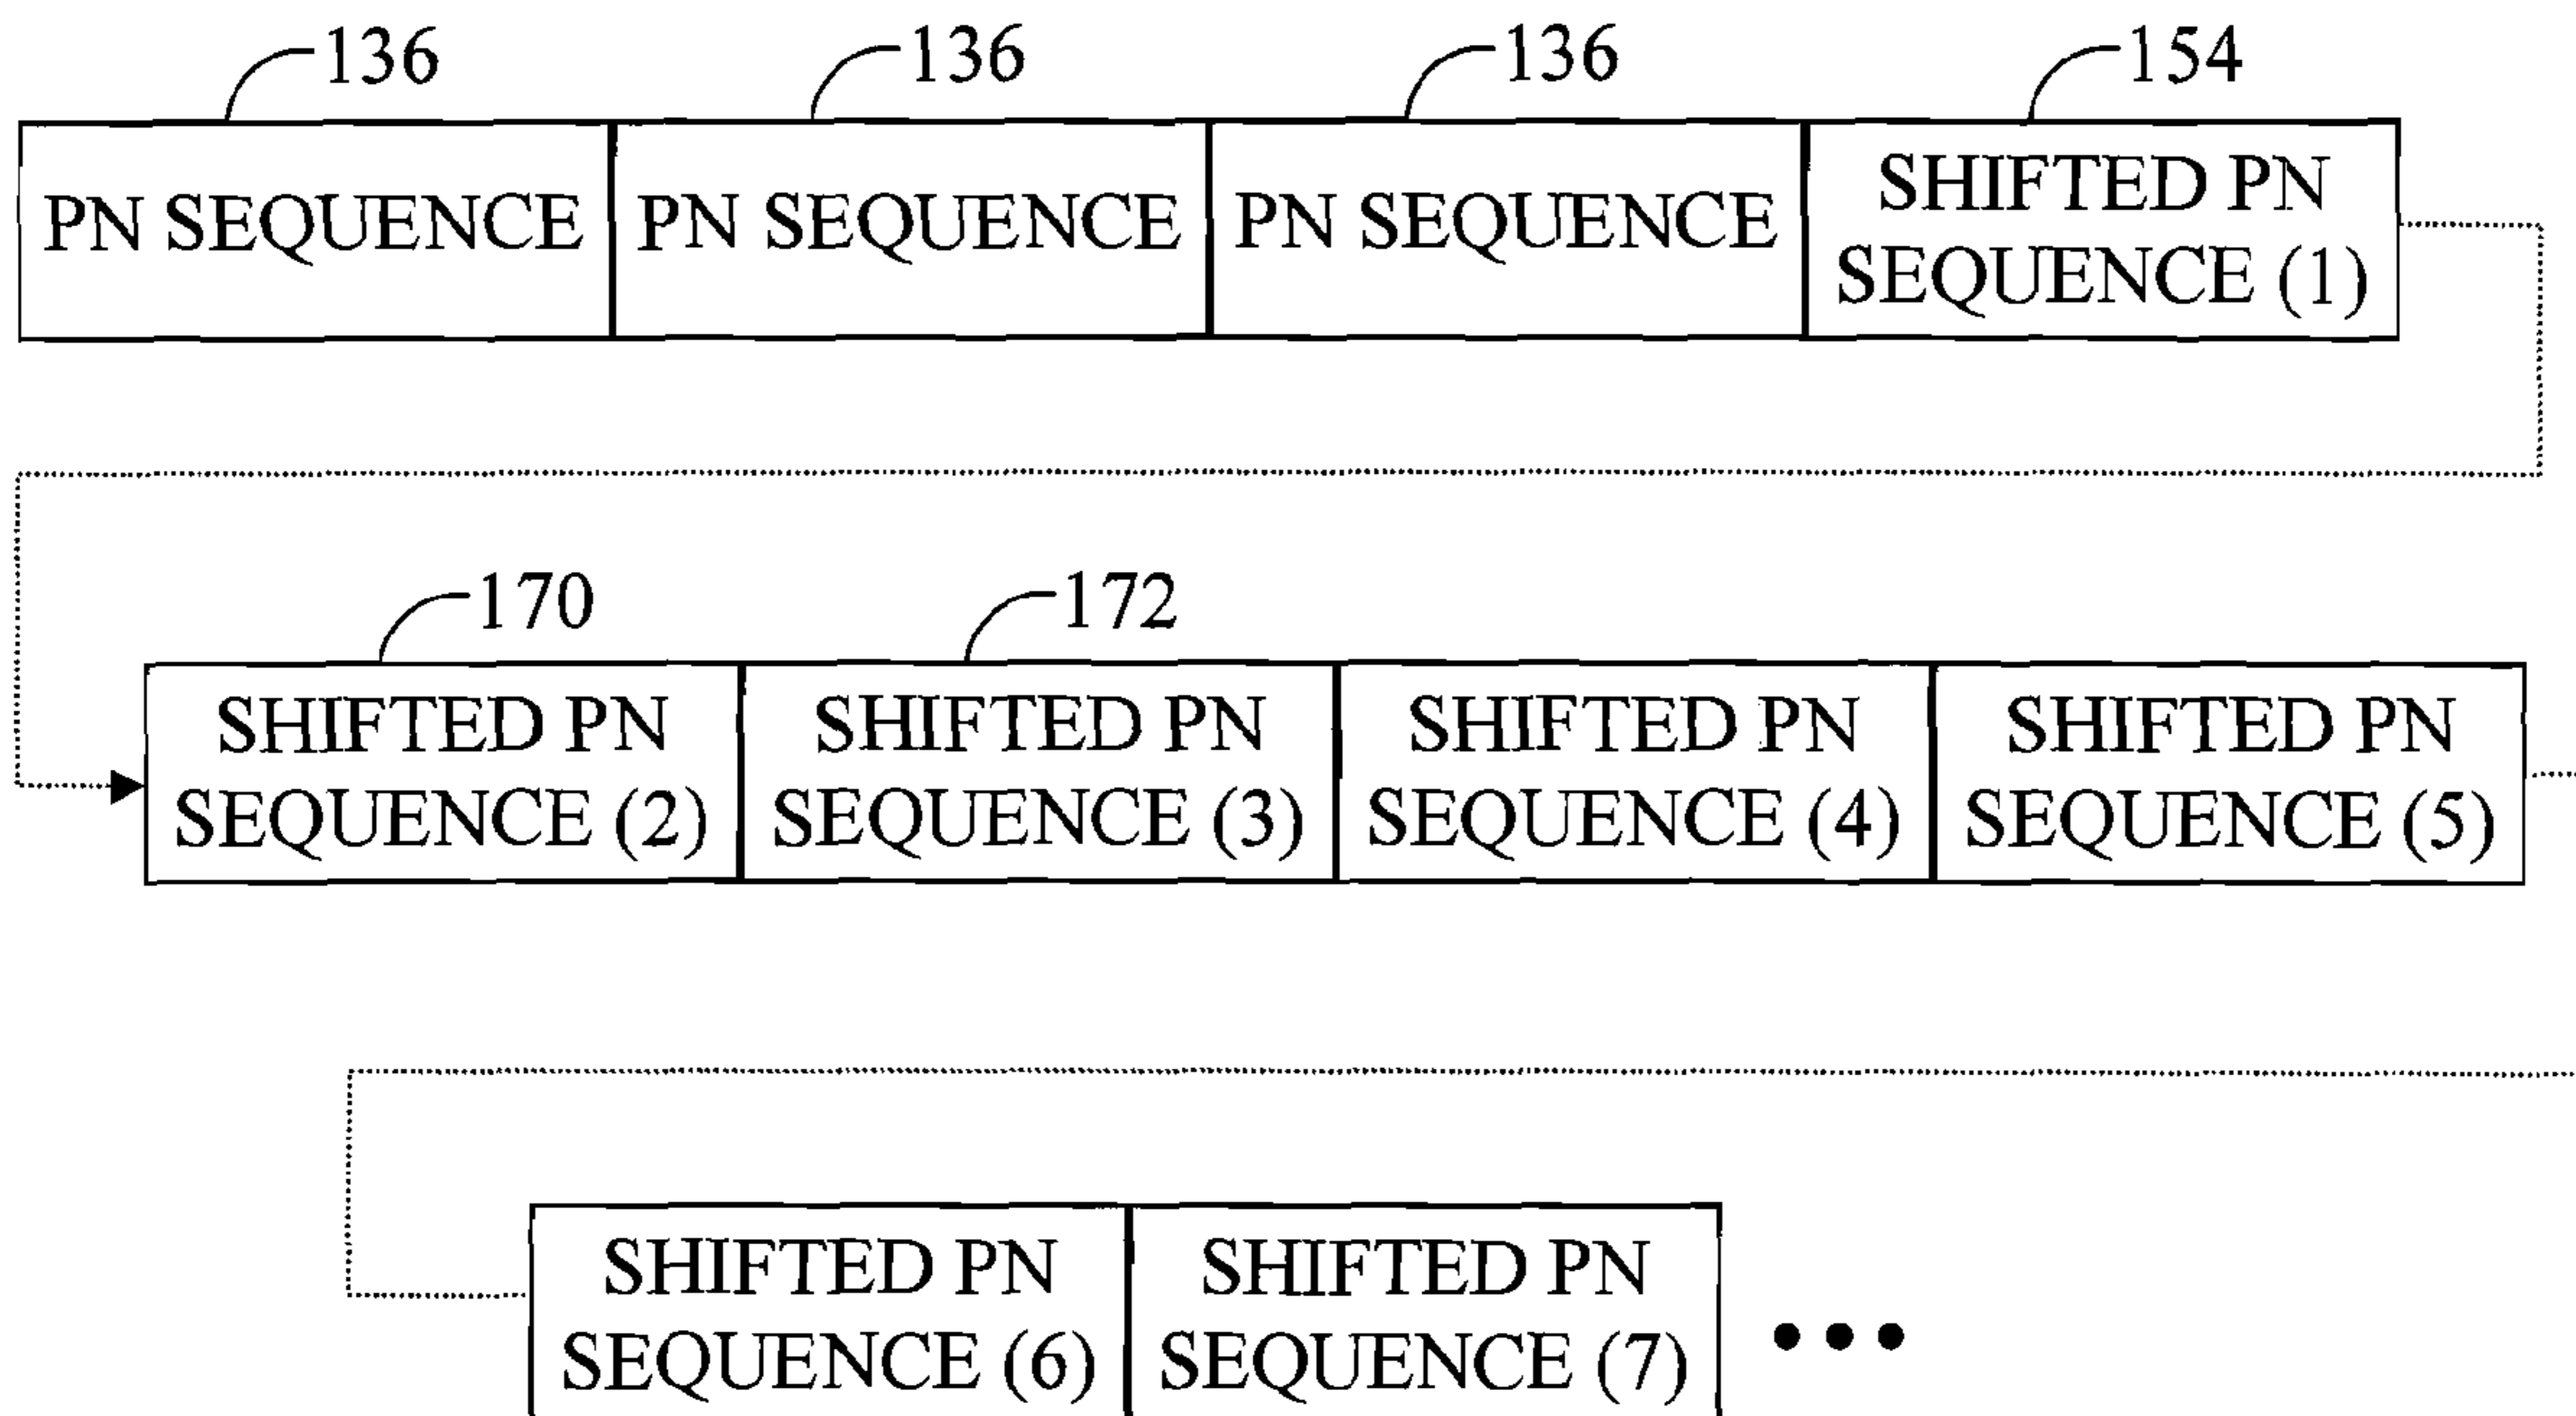 136 136 136 154
PN SEQUENCE PN SEQUENCE PN SEQUENCE SHIFTED PN
SEQUENCE (1)
170 172
SHIFTED PN
SEQUENCE (2)
SHIFTED PN
SEQUENCE (3)
SHIFTED PN
SEQUENCE (4)
SHIFTED PN
SEQUENCE (5)
SHIFTED PN
SEQUENCE (6)
SHIFTED PN
SEQUENCE (7)
•••